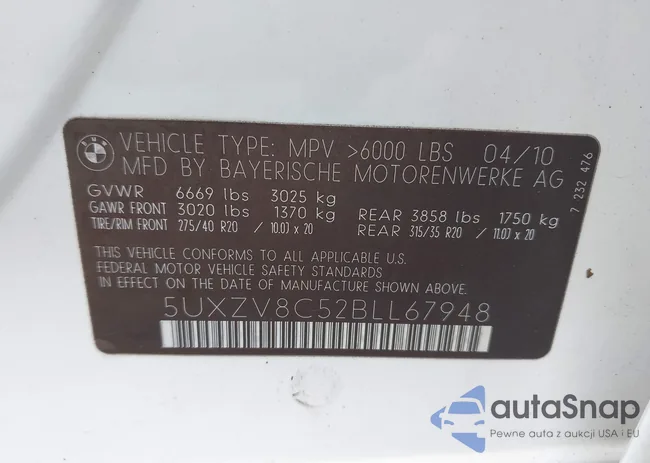 BMW
VEHICLE TYPE: MPV >6000 LBS 04/10
MFD BY BAYERISCHE MOTORENWERKE AG
GVWR 6669 lbs 3025 kg
GAWR FRONT 3020 lbs 1370 kg REAR 3858 lbs 1750 kg
TIRE/RIM FRONT 275/40 R20 / 10.0J x 20 REAR 315/35 R20 / 11.0J x 20
THIS VEHICLE CONFORMS TO ALL APPLICABLE U.S.
FEDERAL MOTOR VEHICLE SAFETY STANDARDS
IN EFFECT ON THE DATE OF MANUFACTURE SHOWN ABOVE.
5UXZV8C52BLL67948
7 232 476
autoSnap
Pewne auta z aukcji USA i EU